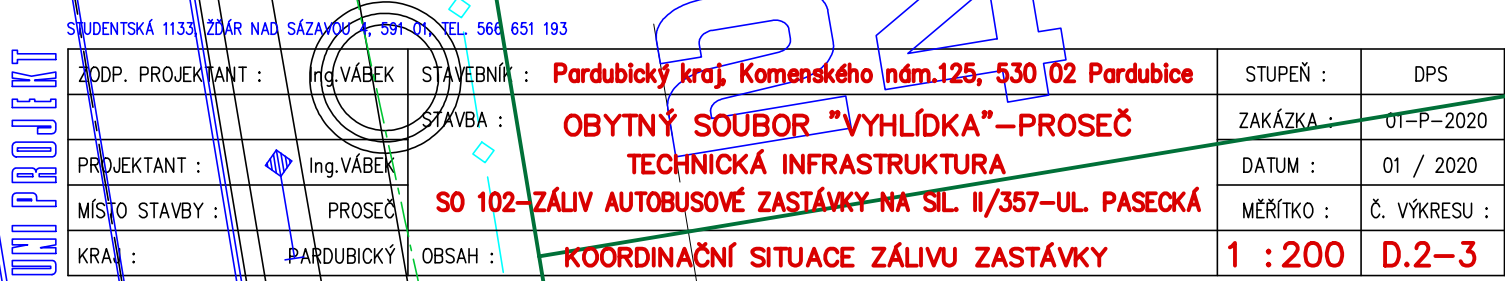 STUDENTSKÁ 1133, ŽĎÁR NAD SÁZAVOU 4, 591 01, TEL. 566 651 193
UNI PROJEKT
ZODP. PROJEKTANT : Ing.VÁBEK STAVEBNÍK : Pardubický kraj, Komenského nám.125, 530 02 Pardubice STUPEŇ : DPS
STAVBA : OBYTNÝ SOUBOR "VYHLÍDKA"-PROSEČ ZAKÁZKA : 01-P-2020
PROJEKTANT : Ing.VÁBEK TECHNICKÁ INFRASTRUKTURA DATUM : 01 / 2020
MÍSTO STAVBY : PROSEČ SO 102-ZÁLIV AUTOBUSOVÉ ZASTÁVKY NA SIL. II/357-UL. PASECKÁ MĚŘÍTKO : Č. VÝKRESU :
KRAJ : PARDUBICKÝ OBSAH : KOORDINAČNÍ SITUACE ZÁLIVU ZASTÁVKY 1 :200 D.2-3
24